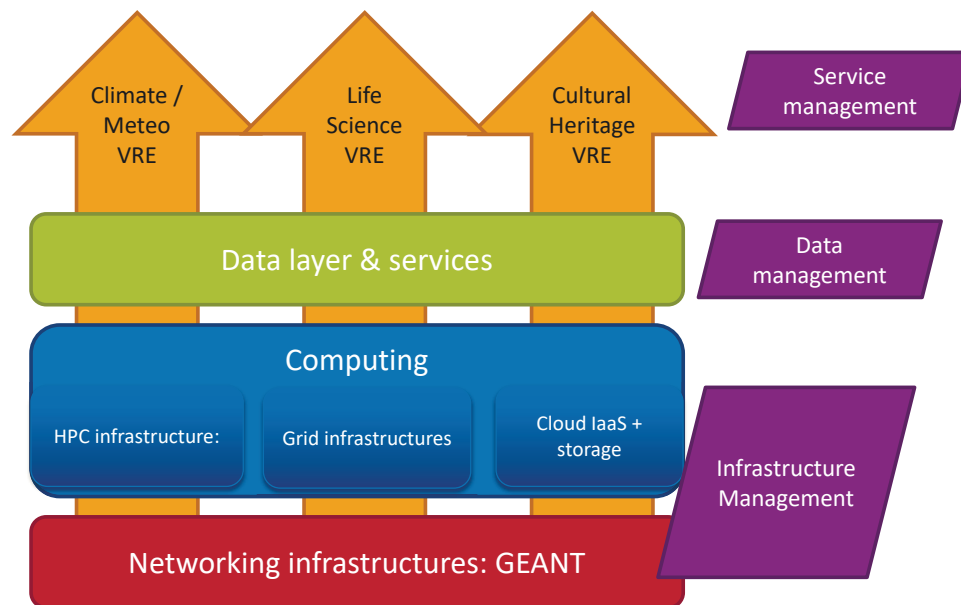 Climate /
Meteo
VRE
Life
Science
VRE
Cultural
Heritage
VRE
Service
management
Data layer & services
Data
management
Computing
HPC infrastructure:
Grid infrastructures
Cloud IaaS +
storage
Infrastructure
Management
Networking infrastructures: GEANT